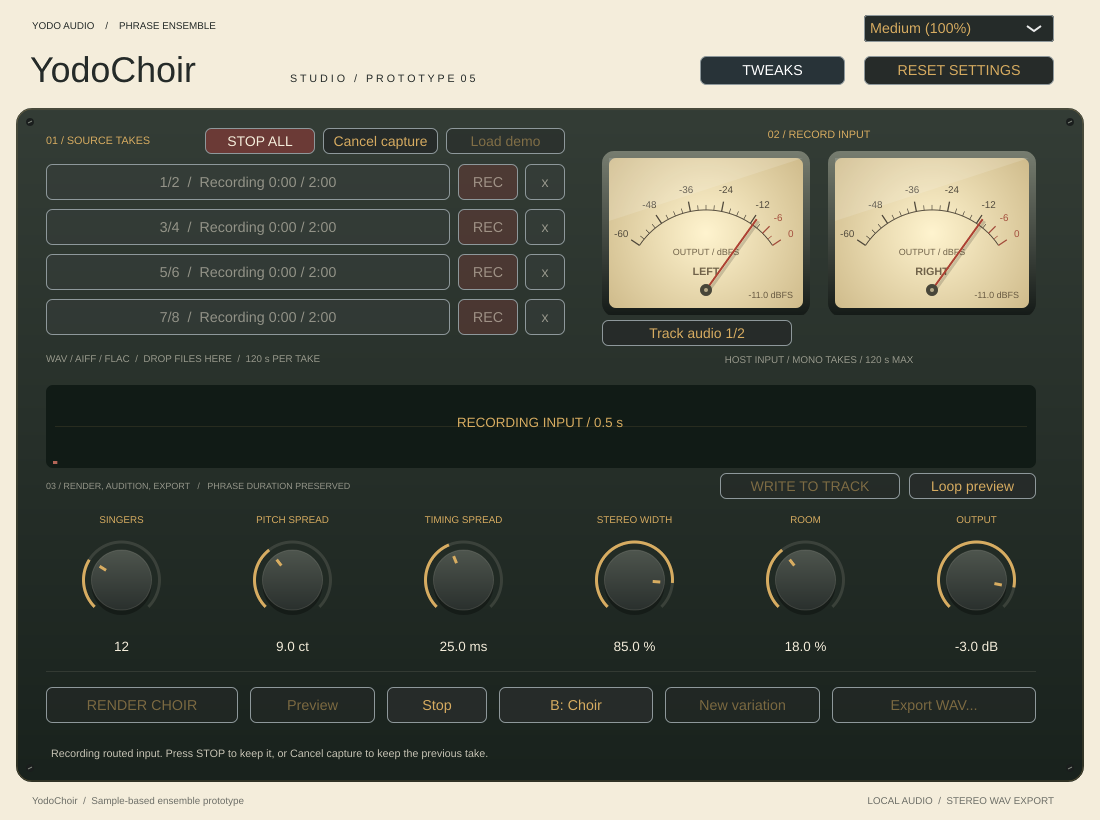 YODO AUDIO / PHRASE ENSEMBLE
Medium (100%)
YodoChoir
STUDIO / PROTOTYPE 05
TWEAKS
RESET SETTINGS
01 / SOURCE TAKES
STOP ALL
Cancel capture
Load demo
1/2 / Recording 0:00 / 2:00
REC
x
3/4 / Recording 0:00 / 2:00
REC
x
5/6 / Recording 0:00 / 2:00
REC
x
7/8 / Recording 0:00 / 2:00
REC
x
WAV / AIFF / FLAC / DROP FILES HERE / 120 s PER TAKE
02 / RECORD INPUT
-60 -48 -36 -24 -12 -6 0
OUTPUT / dBFS
LEFT
-11.0 dBFS
-60 -48 -36 -24 -12 -6 0
OUTPUT / dBFS
RIGHT
-11.0 dBFS
Track audio 1/2
HOST INPUT / MONO TAKES / 120 s MAX
RECORDING INPUT / 0.5 s
03 / RENDER, AUDITION, EXPORT / PHRASE DURATION PRESERVED
WRITE TO TRACK
Loop preview
SINGERS
PITCH SPREAD
TIMING SPREAD
STEREO WIDTH
ROOM
OUTPUT
12
9.0 ct
25.0 ms
85.0 %
18.0 %
-3.0 dB
RENDER CHOIR
Preview
Stop
B: Choir
New variation
Export WAV...
Recording routed input. Press STOP to keep it, or Cancel capture to keep the previous take.
YodoChoir / Sample-based ensemble prototype
LOCAL AUDIO / STEREO WAV EXPORT